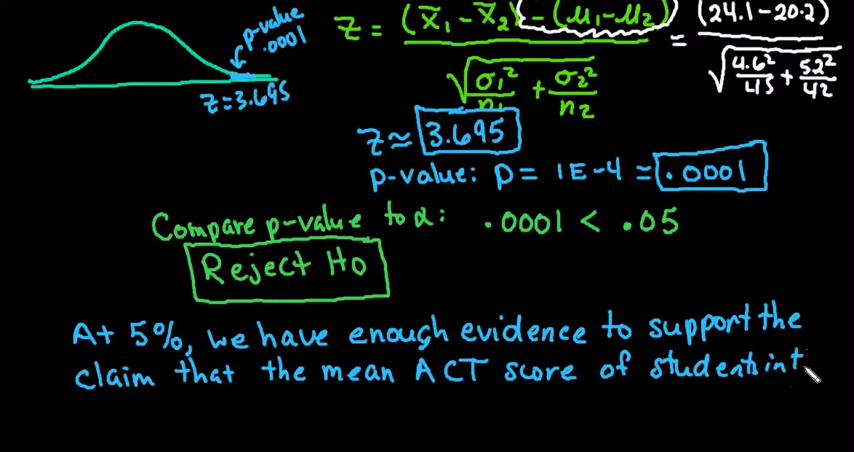 p-value
.0001
z=3.695
z = (x̄₁ - x̄₂) - (μ₁ - μ₂) / √(σ₁²/n₁ + σ₂²/n₂) = (24.1 - 20.2) / √(4.6²/45 + 5.2²/42)
z ≈ 3.695
p-value: p = 1E-4 ≈ .0001
Compare p-value to α: .0001 < .05
Reject Ho
At 5%, we have enough evidence to support the
claim that the mean ACT score of students in t